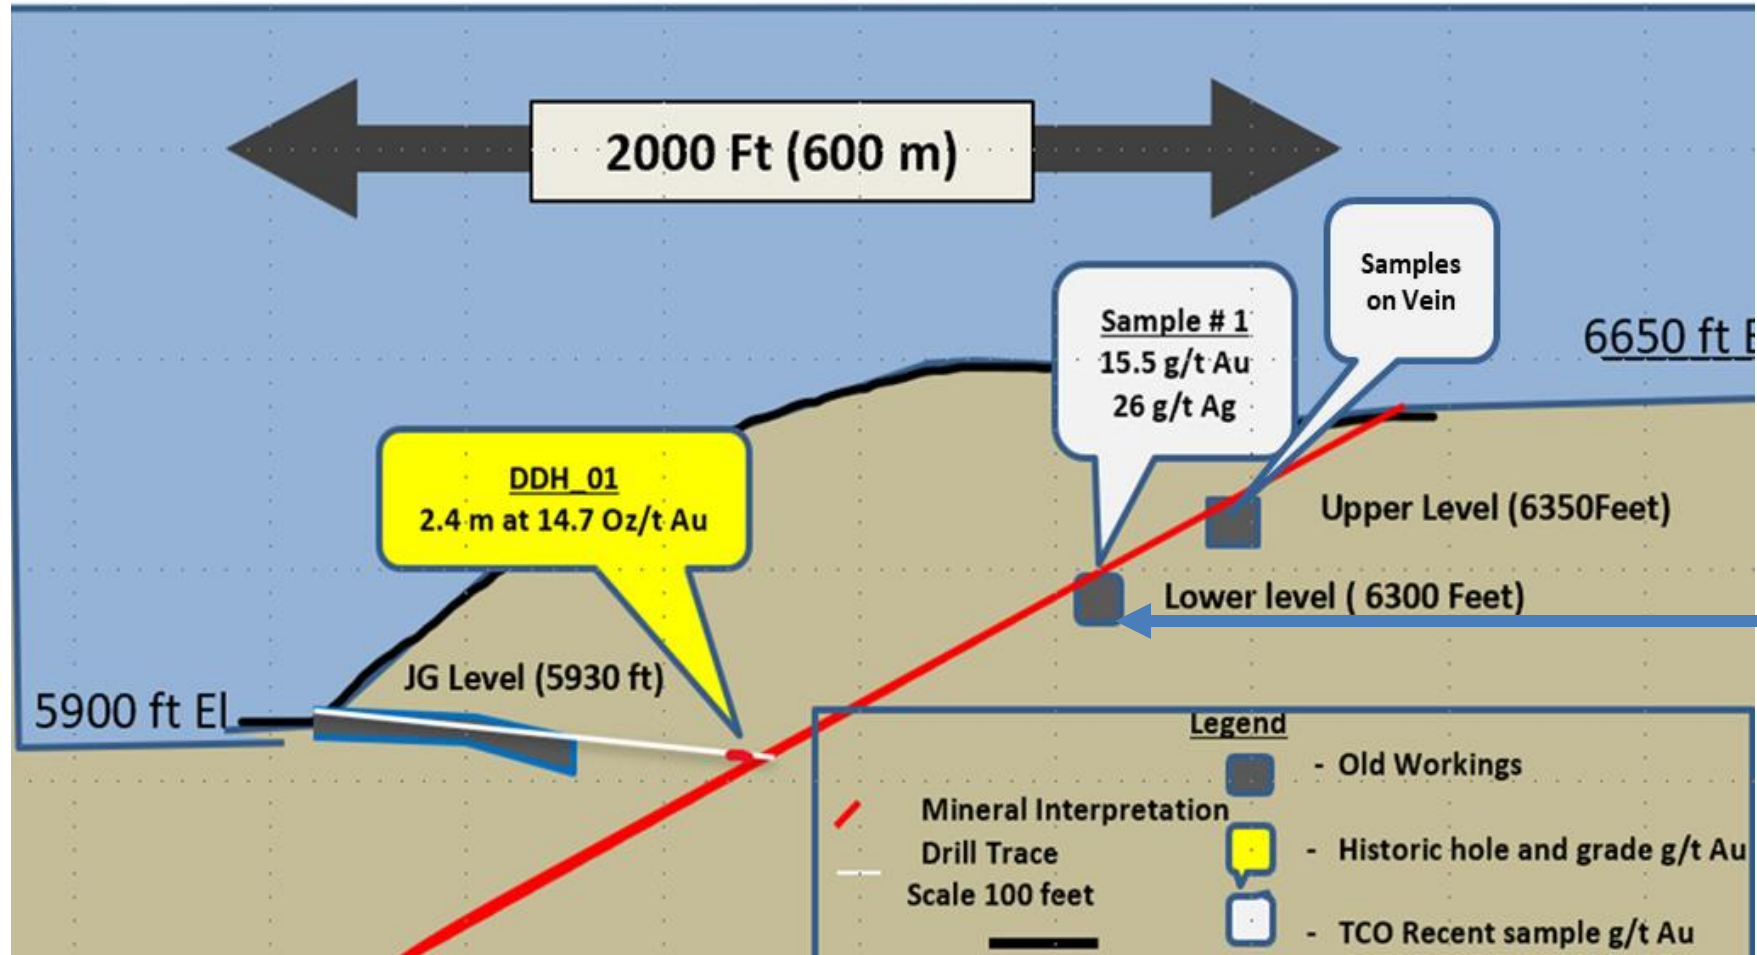 2000 Ft (600 m)
Samples
on Vein
Sample # 1
15.5 g/t Au
26 g/t Ag
6650 ft E
DDH_01
2.4 m at 14.7 Oz/t Au
Upper Level (6350Feet)
Lower level ( 6300 Feet)
JG Level (5930 ft)
5900 ft El
Legend
- Old Workings
Mineral Interpretation
Drill Trace
- Historic hole and grade g/t Au
Scale 100 feet
- TCO Recent sample g/t Au